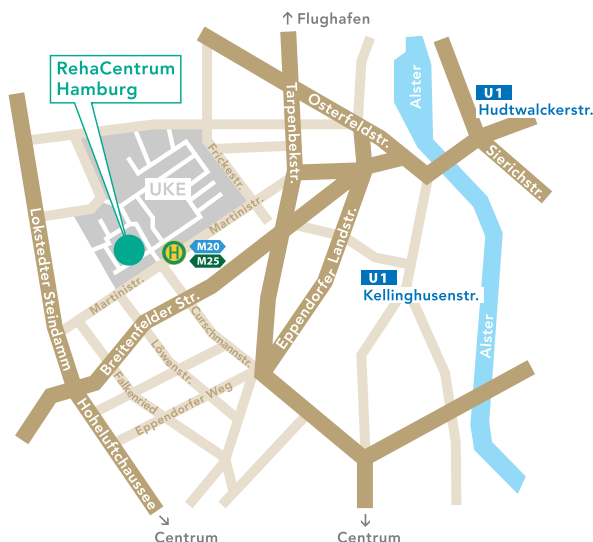 ↑ Flughafen
RehaCentrum
Hamburg
Alster
U1
Hudtwalckerstr.
Tarpenbekstr.
Osterfeldstr.
Sierichstr.
Frickestr.
UKE
Martinistr.
Lokstedter Steindamm
H
M20
M25
Eppendorfer Landstr.
U1
Kellinghusenstr.
Martinistr.
Breitenfelder Str.
Curschmannstr.
Alster
Löwenstr.
Falkenried
Eppendorfer Weg
Hoheluftchaussee
Centrum
Centrum